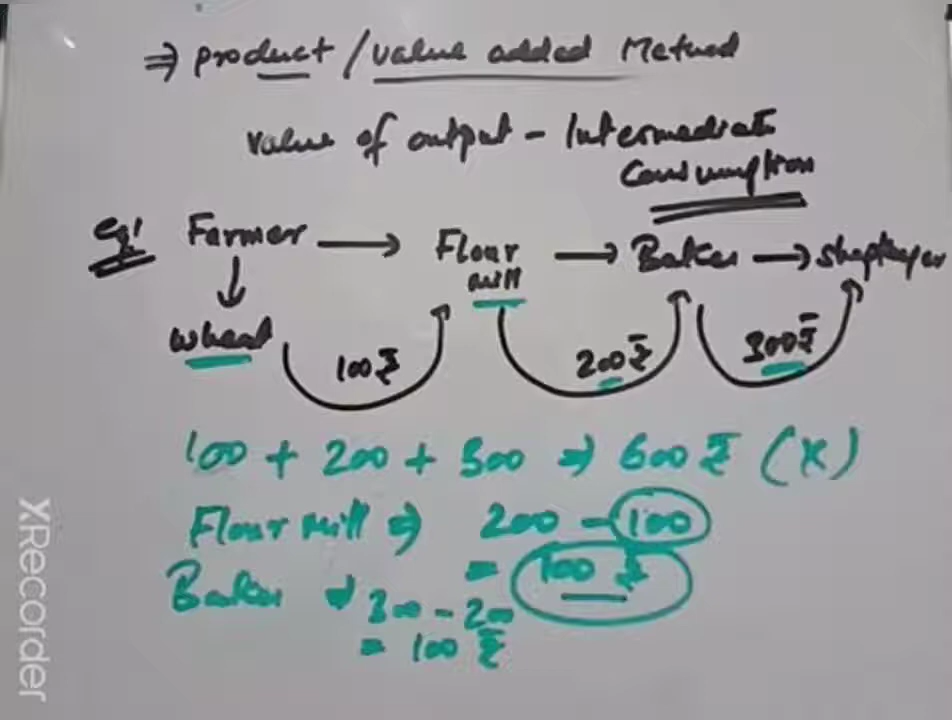 ⇒ product / value added Method
value of output - Intermediate
Consumption
eg! Farmer → Flour mill → Baker → shopkeeper
↓
wheat 100 ₹ 200 ₹ 300 ₹
100 + 200 + 300 ⇒ 600 ₹ (X)
Flour mill ⇒ 200 - 100
= 100 ₹
Baker ⇒ 300 - 200
= 100 ₹
XRecorder